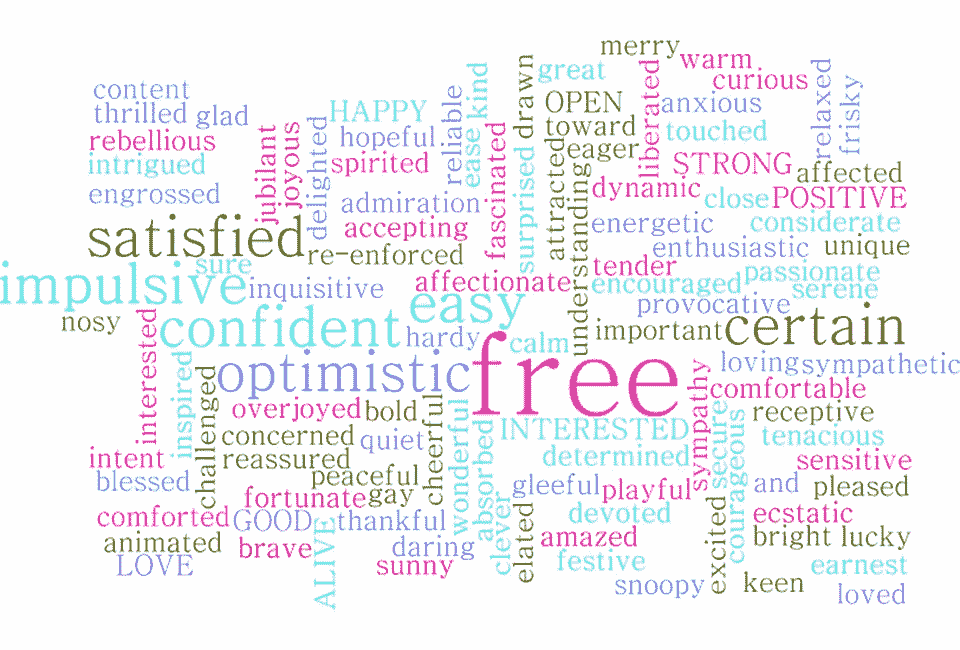 merry
warm
great
curious
content
thrilled
glad
HAPPY
reliable
kind
ease
drawn
OPEN
liberated
anxious
relaxed
frisky
rebellious
jubilant
joyous
delighted
hopeful
fascinated
toward
touched
intrigued
spirited
surprised
attracted
eager
STRONG
affected
engrossed
admiration
understanding
dynamic
close
POSITIVE
satisfied
accepting
energetic
considerate
re-enforced
enthusiastic
unique
sure
impulsive
inquisitive
affectionate
tender
encouraged
passionate
serene
easy
provocative
nosy
confident
hardy
calm
important
certain
interested
inspired
optimistic
free
sympathy
loving
sympathetic
comfortable
challenged
overjoyed
bold
cheerful
wonderful
absorbed
INTERESTED
secure
courageous
receptive
concerned
quiet
tenacious
intent
reassured
determined
sensitive
blessed
peaceful
gleeful
playful
and
pleased
fortunate
gay
clever
elated
devoted
excited
ecstatic
comforted
GOOD
thankful
ALIVE
amazed
bright
lucky
animated
brave
daring
festive
earnest
LOVE
sunny
snoopy
keen
loved